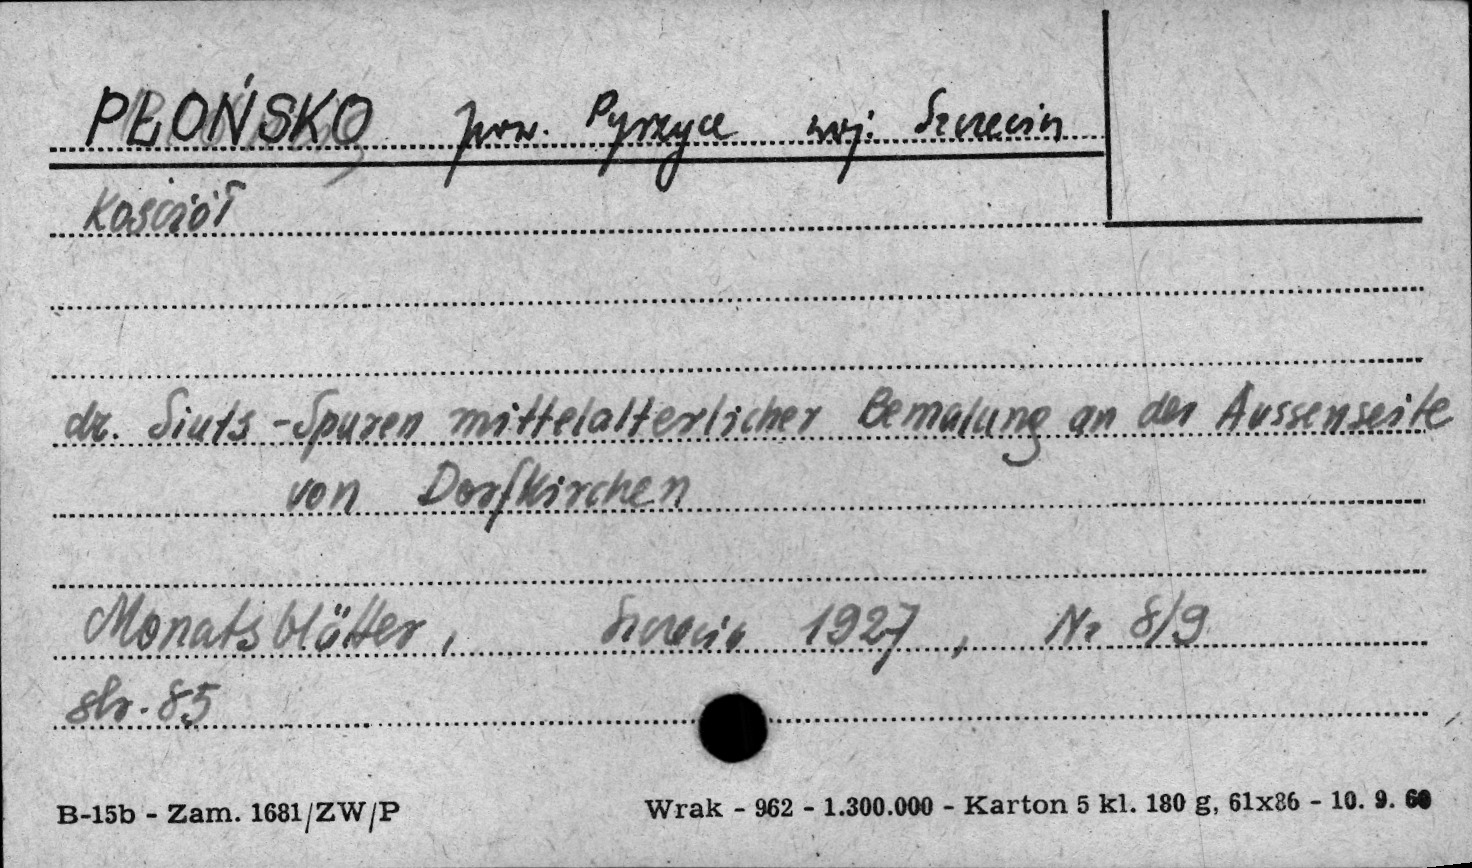 PŁOŃSKO pow. Pyrzyce woj. Szczecin
Kościół
dr. Siuts - Spuren mittelalterlicher Bemalung an der Aussenseite
von Dorfkirchen
Monatsblätter, Szczecin 1927, Nr 8/9
str. 85
B-15b - Zam. 1681/ZW/P
Wrak - 962 - 1.300.000 - Karton 5 kl. 180 g, 61x86 - 10. 9. 60